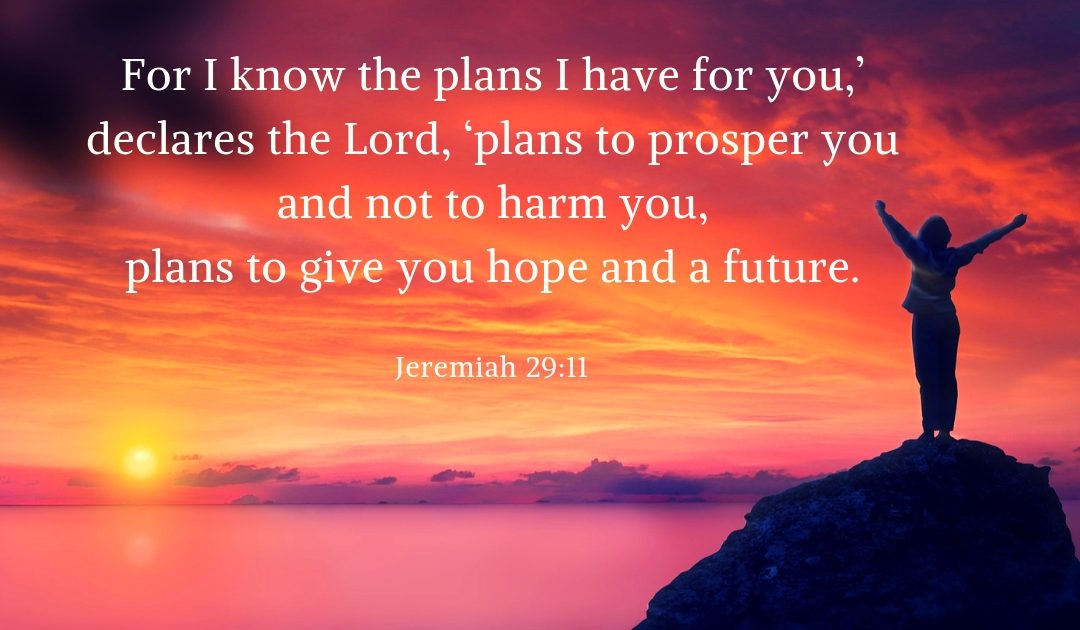 For I know the plans I have for you,’
declares the Lord, ‘plans to prosper you
and not to harm you,
plans to give you hope and a future.
Jeremiah 29:11